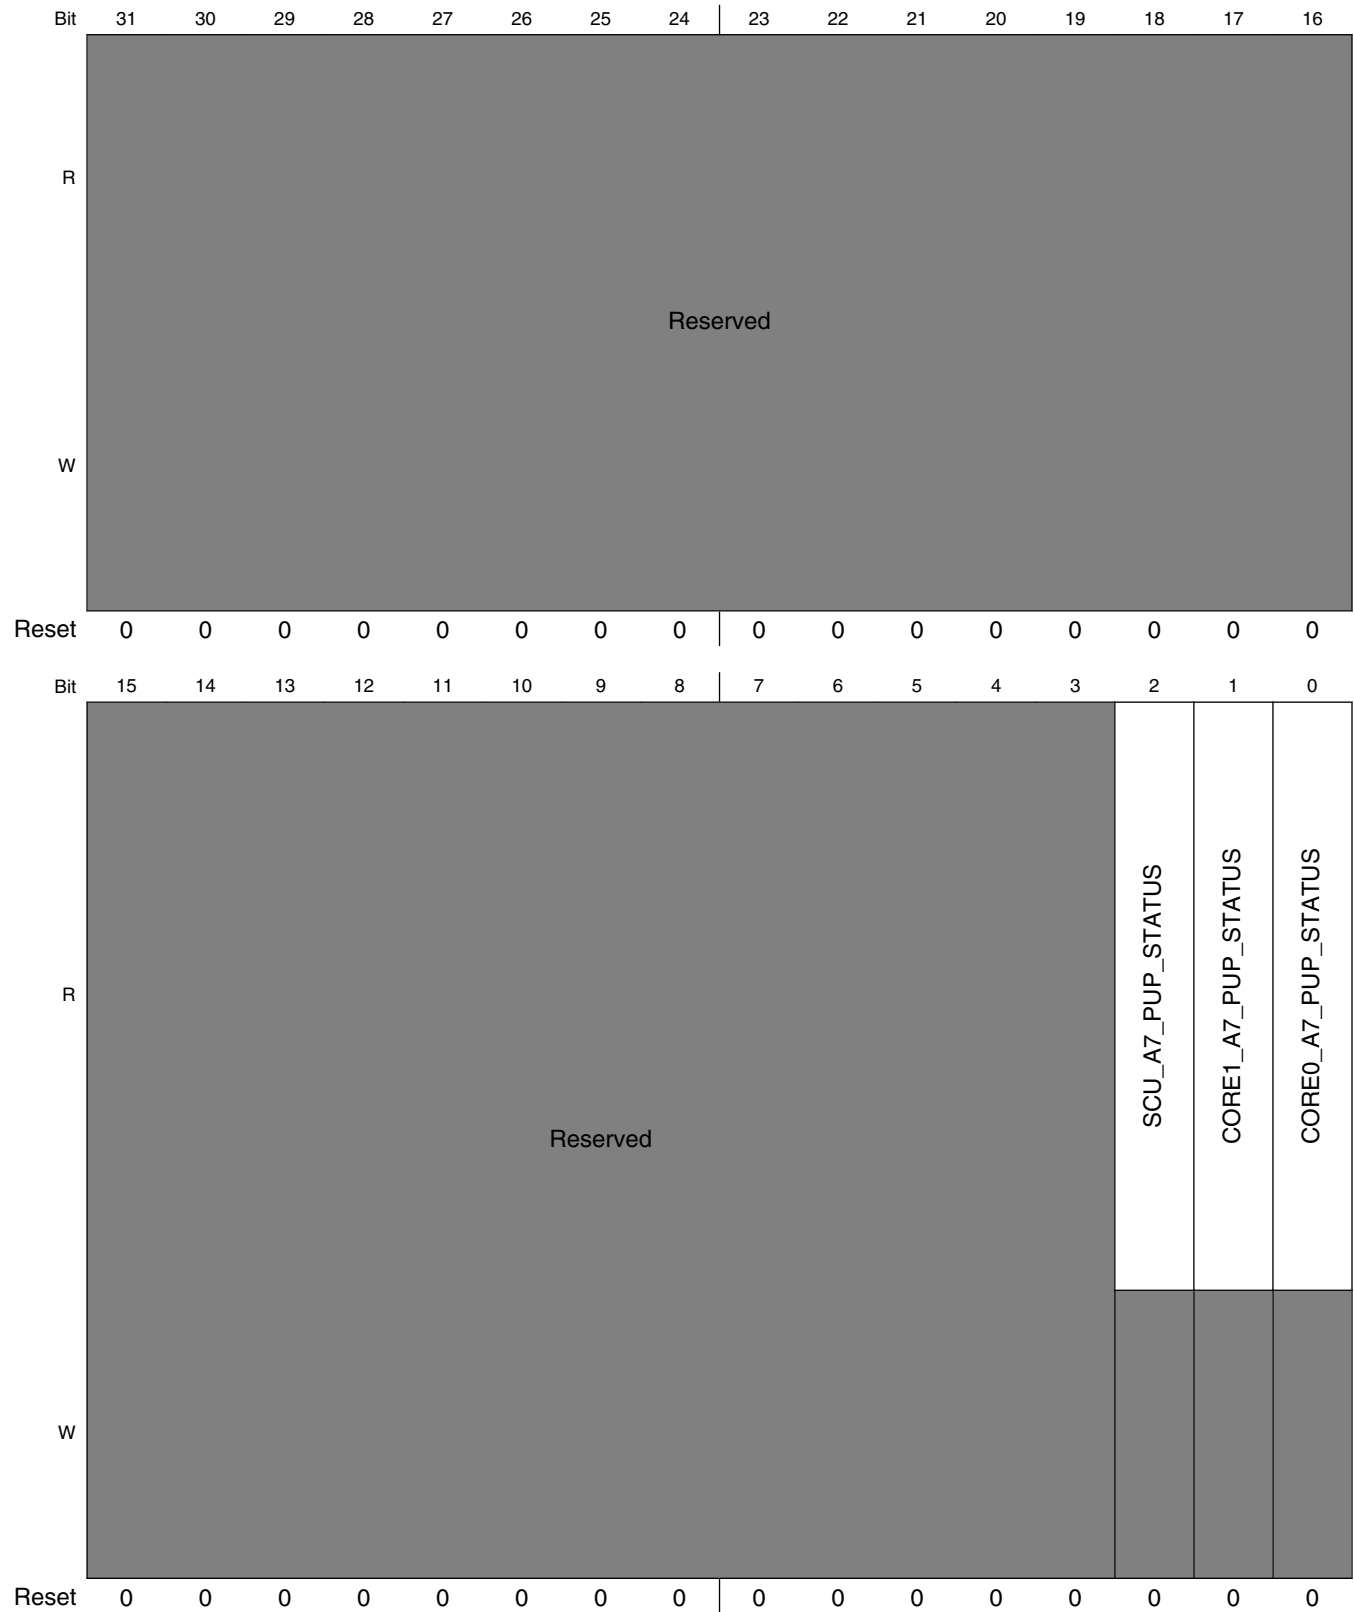 Bit 31 30 29 28 27 26 25 24 23 22 21 20 19 18 17 16
R
Reserved
W
Reset 0 0 0 0 0 0 0 0 0 0 0 0 0 0 0 0
Bit 15 14 13 12 11 10 9 8 7 6 5 4 3 2 1 0
SCU_A7_PUP_STATUS
CORE1_A7_PUP_STATUS
CORE0_A7_PUP_STATUS
R
Reserved
W
Reset 0 0 0 0 0 0 0 0 0 0 0 0 0 0 0 0